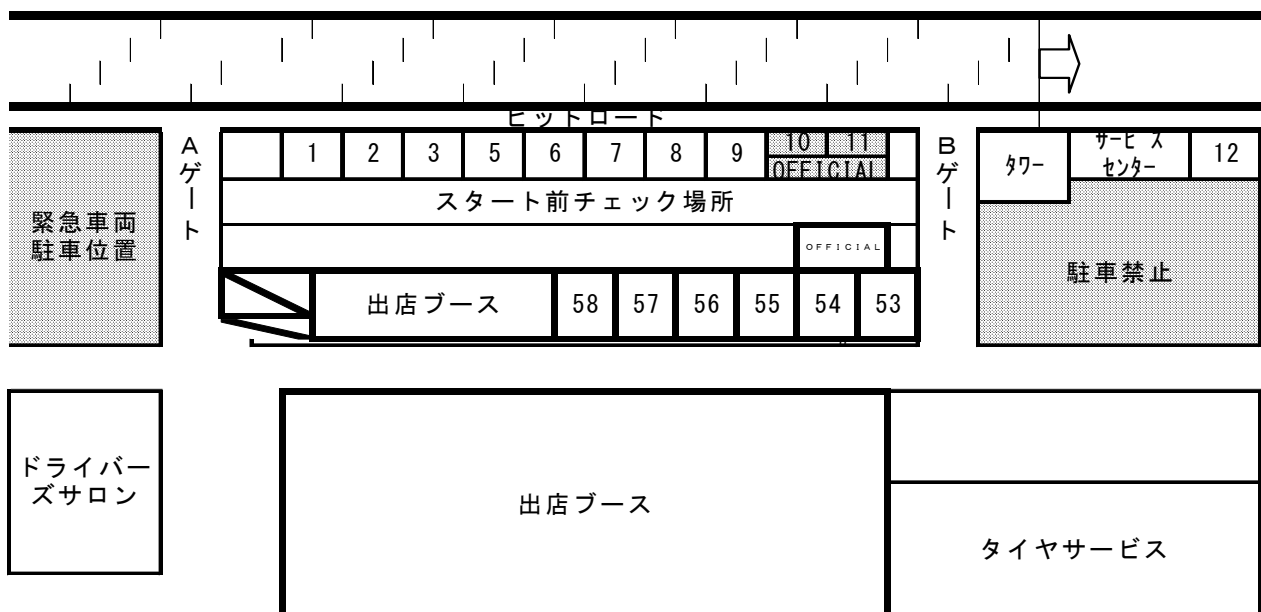 ピットロード
Aゲート
1 2 3 5 6 7 8 9 10 11
OFFICIAL
Bゲート
タワー
サービス
センター
12
スタート前チェック場所
緊急車両
駐車位置
OFFICIAL
駐車禁止
出店ブース
58 57 56 55 54 53
ドライバー
ズサロン
出店ブース
タイヤサービス